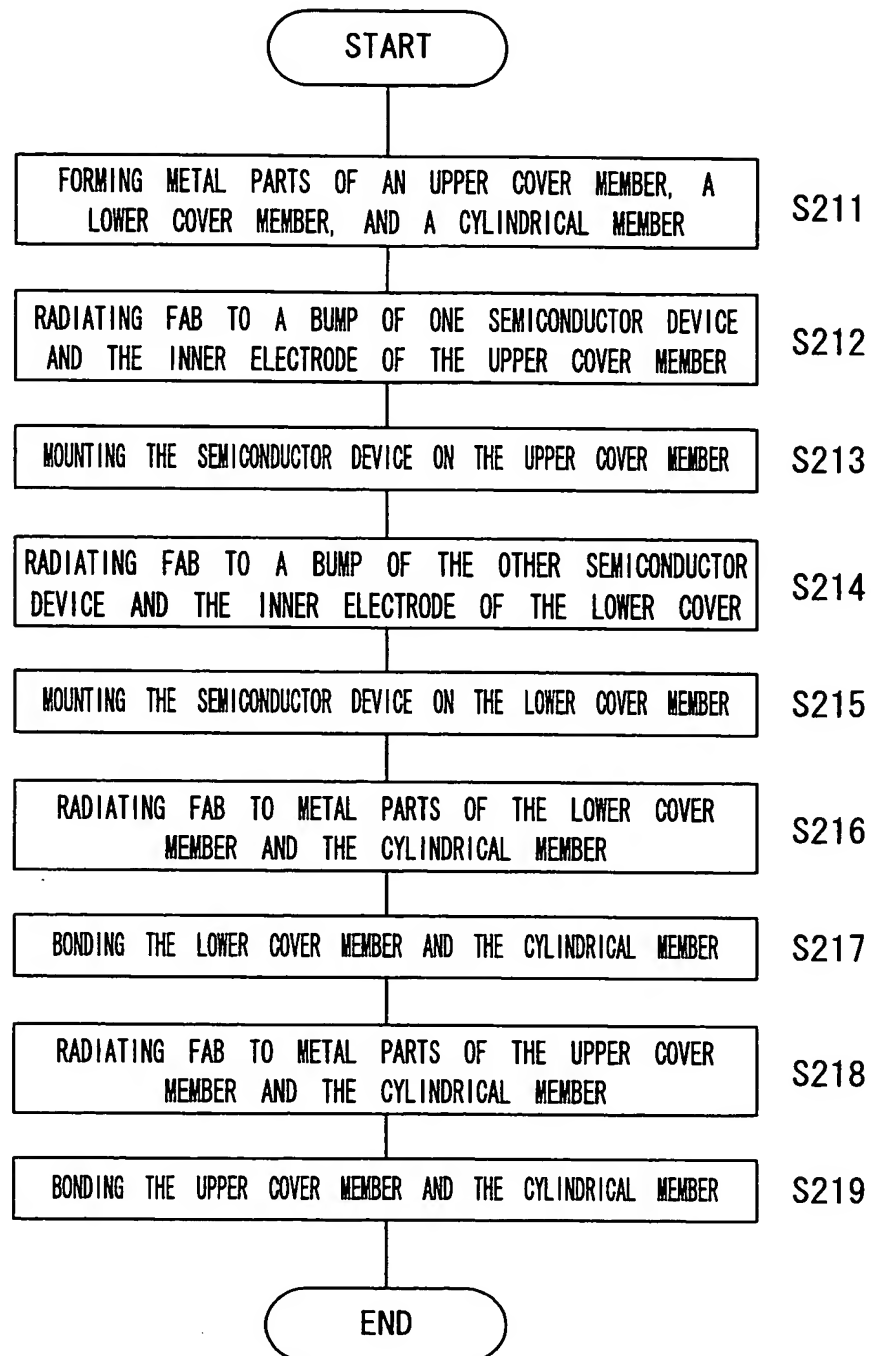 START
FORMING METAL PARTS OF AN UPPER COVER MEMBER, A
LOWER COVER MEMBER, AND A CYLINDRICAL MEMBER
S211
RADIATING FAB TO A BUMP OF ONE SEMICONDUCTOR DEVICE
AND THE INNER ELECTRODE OF THE UPPER COVER MEMBER
S212
MOUNTING THE SEMICONDUCTOR DEVICE ON THE UPPER COVER MEMBER
S213
RADIATING FAB TO A BUMP OF THE OTHER SEMICONDUCTOR
DEVICE AND THE INNER ELECTRODE OF THE LOWER COVER
S214
MOUNTING THE SEMICONDUCTOR DEVICE ON THE LOWER COVER MEMBER
S215
RADIATING FAB TO METAL PARTS OF THE LOWER COVER
MEMBER AND THE CYLINDRICAL MEMBER
S216
BONDING THE LOWER COVER MEMBER AND THE CYLINDRICAL MEMBER
S217
RADIATING FAB TO METAL PARTS OF THE UPPER COVER
MEMBER AND THE CYLINDRICAL MEMBER
S218
BONDING THE UPPER COVER MEMBER AND THE CYLINDRICAL MEMBER
S219
END